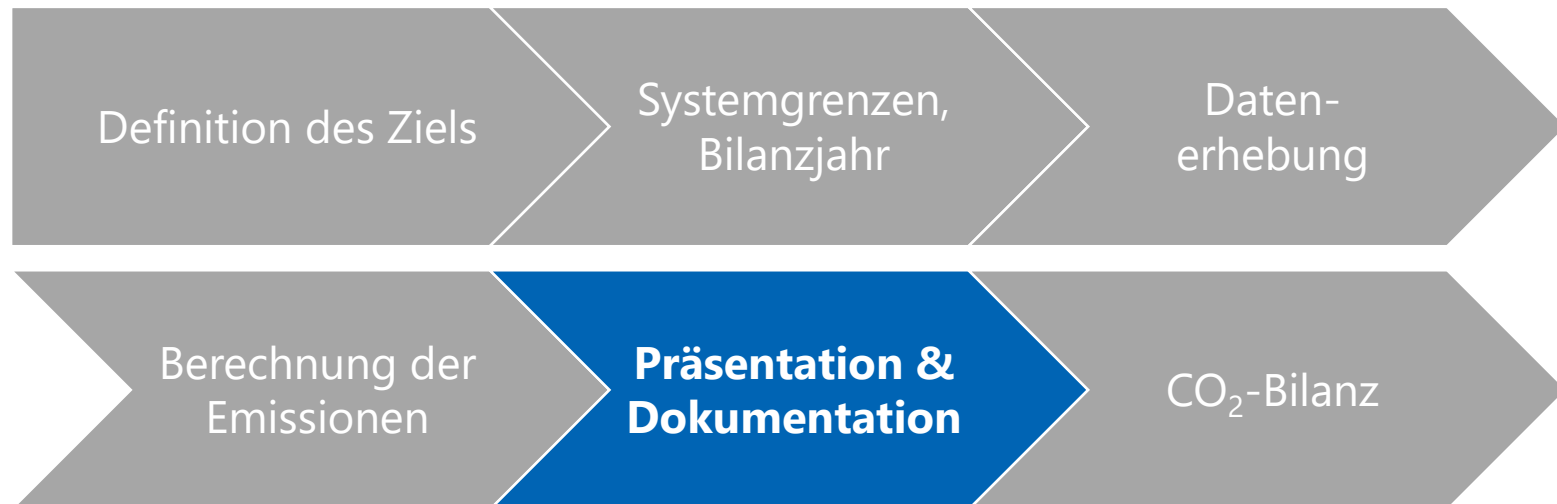 Definition des Ziels
Systemgrenzen,
Bilanzjahr
Daten-
erhebung
Berechnung der
Emissionen
Präsentation &
Dokumentation
CO₂-Bilanz